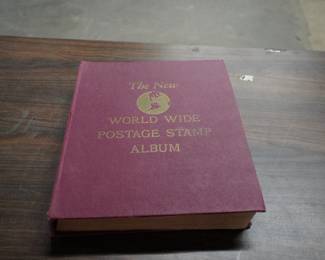 The New
WORLD WIDE
POSTAGE STAMP
ALBUM